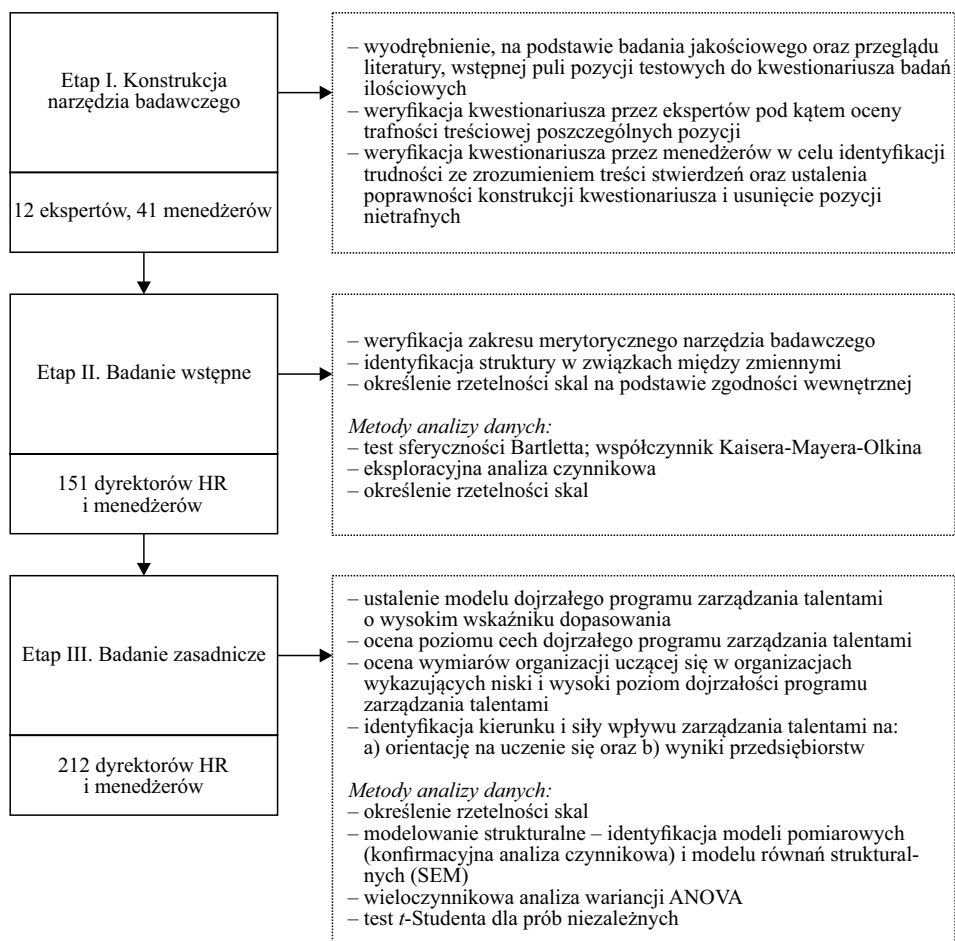 Etap I. Konstrukcja
narzędzia badawczego
12 ekspertów, 41 menedżerów
– wyodrębnienie, na podstawie badania jakościowego oraz przeglądu
literatury, wstępnej puli pozycji testowych do kwestionariusza badań
ilościowych
– weryfikacja kwestionariusza przez ekspertów pod kątem oceny
trafności treściowej poszczególnych pozycji
– weryfikacja kwestionariusza przez menedżerów w celu identyfikacji
trudności ze zrozumieniem treści stwierdzeń oraz ustalenia
poprawności konstrukcji kwestionariusza i usunięcie pozycji
nietrafnych
Etap II. Badanie wstępne
151 dyrektorów HR
i menedżerów
– weryfikacja zakresu merytorycznego narzędzia badawczego
– identyfikacja struktury w związkach między zmiennymi
– określenie rzetelności skal na podstawie zgodności wewnętrznej
Metody analizy danych:
– test sferyczności Bartletta; współczynnik Kaisera-Mayera-Olkina
– eksploracyjna analiza czynnikowa
– określenie rzetelności skal
Etap III. Badanie zasadnicze
212 dyrektorów HR
i menedżerów
– ustalenie modelu dojrzałego programu zarządzania talentami
o wysokim wskaźniku dopasowania
– ocena poziomu cech dojrzałego programu zarządzania talentami
– ocena wymiarów organizacji uczącej się w organizacjach
wykazujących niski i wysoki poziom dojrzałości programu
zarządzania talentami
– identyfikacja kierunku i siły wpływu zarządzania talentami na:
a) orientację na uczenie się oraz b) wyniki przedsiębiorstw
Metody analizy danych:
– określenie rzetelności skal
– modelowanie strukturalne – identyfikacja modeli pomiarowych
(konfirmacyjna analiza czynnikowa) i modelu równań struktural-
nych (SEM)
– wieloczynnikowa analiza wariancji ANOVA
– test t-Studenta dla prób niezależnych